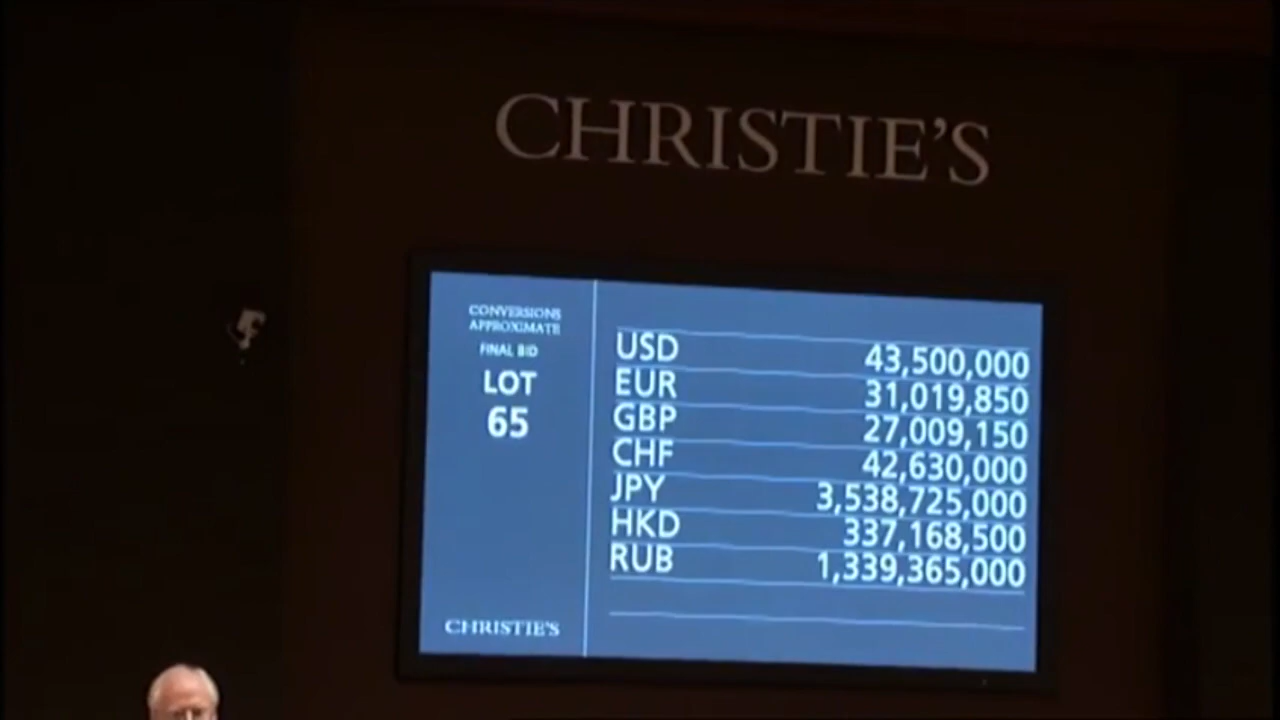 CHRISTIE'S
CONVERSIONS
APPROXIMATE
FINAL BID
LOT
65
CHRISTIE'S
USD 43,500,000
EUR 31,019,850
GBP 27,009,150
CHF 42,630,000
JPY 3,538,725,000
HKD 337,168,500
RUB 1,339,365,000